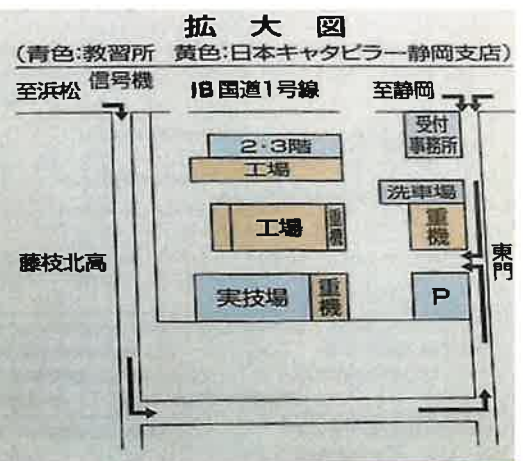 拡大図
(青色:教習所 黄色:日本キャタピラー静岡支店)
至浜松 信号機 旧国道1号線 至静岡
受付
事務所
2・3階
工場
洗車場
工場 重機 重機
藤枝北高 東門
実技場 重機 P